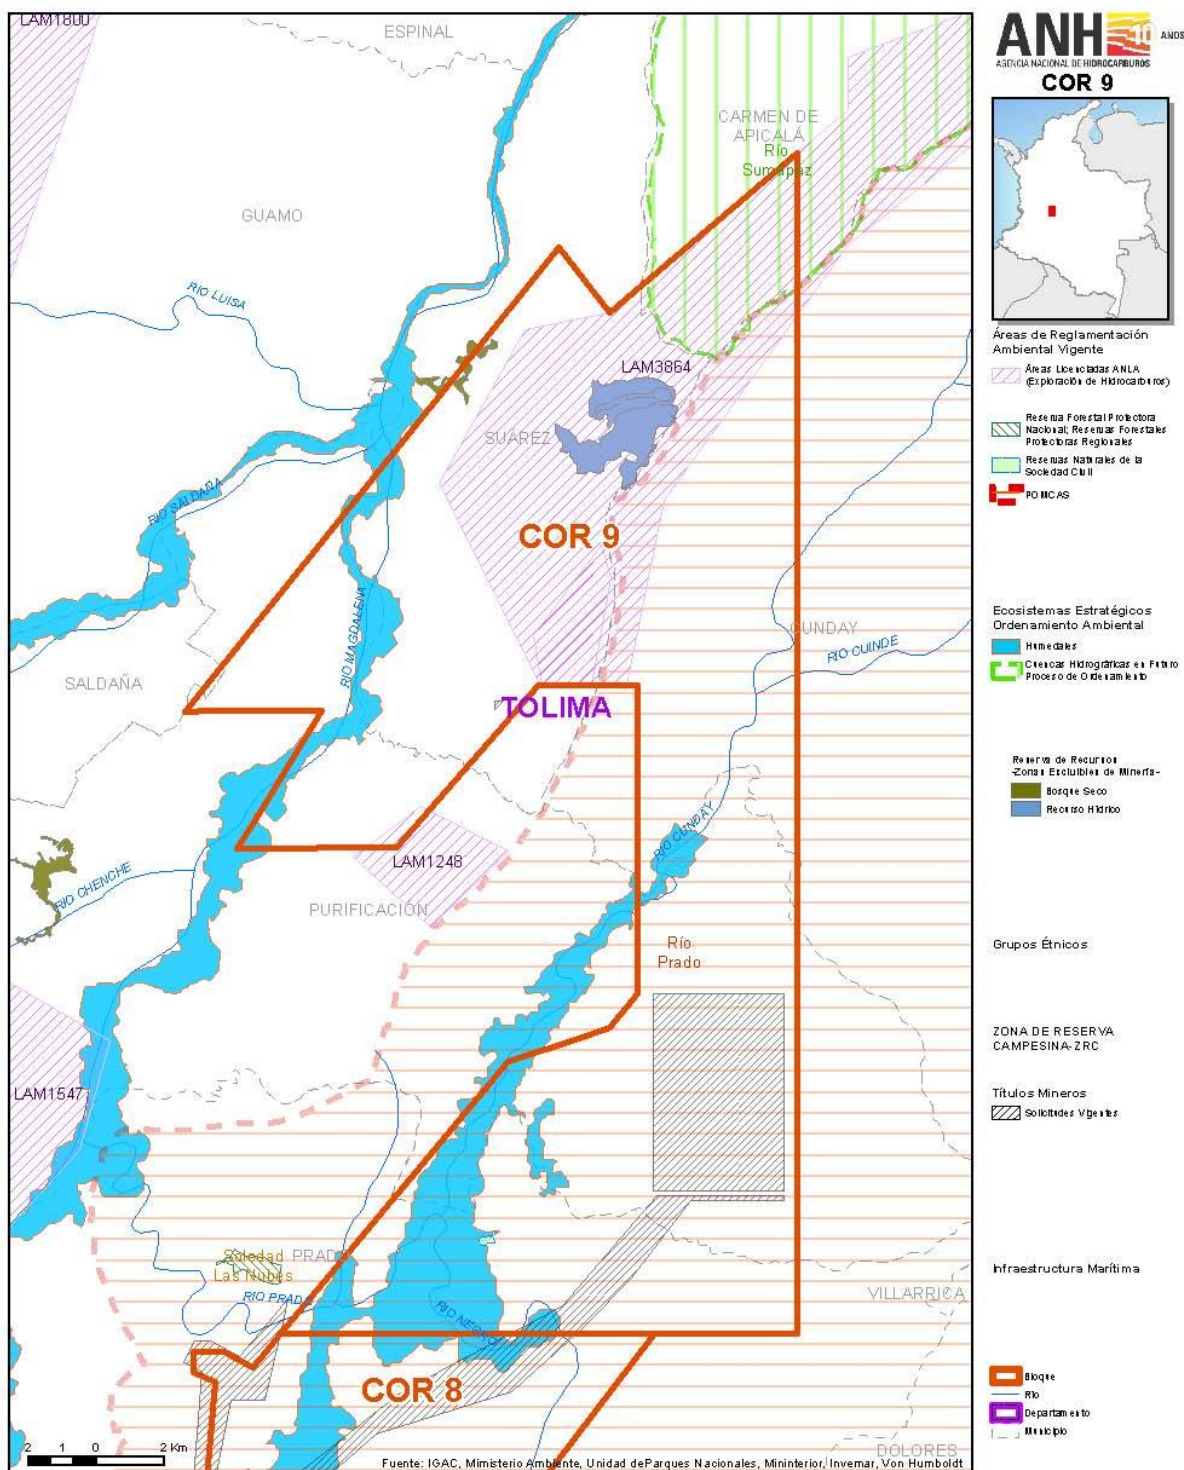 LAM1800
ESPINAL
CARMEN DE
APICALÁ
Río
Sumapaz
GUAMO
RIO LUISA
LAM3864
SUÁREZ
RIO SALDAÑA
COR 9
RIO MAGDALENA
CUNDAY
RIO CUINDE
SALDAÑA
TOLIMA
RIO CUNDAY
LAM1248
RIO CHENCHE
PURIFICACIÓN
Río
Prado
LAM1547
Soledad
Las Nubes
PRADO
RIO PRADO
RIO NEGRO
VILLARRICA
COR 8
DOLORES
2 1 0 2 Km
Fuente: IGAC, Mimisterio Ambiente, Unidad deParques Nacionales, Mininterior, Invemar, Von Humboldt
ANH 10 AÑOS
AGENCIA NACIONAL DE HIDROCARBUROS
COR 9
Áreas de Reglamentación
Ambiental Vigente
Áreas Licenciadas ANLA
(Exploración de Hidrocarburos)
Reserva Forestal Protectora
Nacional; Reservas Forestales
Protectoras Regionales
Reservas Naturales de la
Sociedad Civil
POMCAS
Ecosistemas Estratégicos
Ordenamiento Ambiental
Humedales
Cuencas Hidrográficas en Futuro
Proceso de Ordenamiento
Reserva de Recursos
-Zonas Excluibles de Minería-
Bosque Seco
Recurso Hídrico
Grupos Étnicos
ZONA DE RESERVA
CAMPESINA-ZRC
Títulos Mineros
Solicitudes Vigentes
Infraestructura Marítima
Bloque
Río
Departamento
Municipio